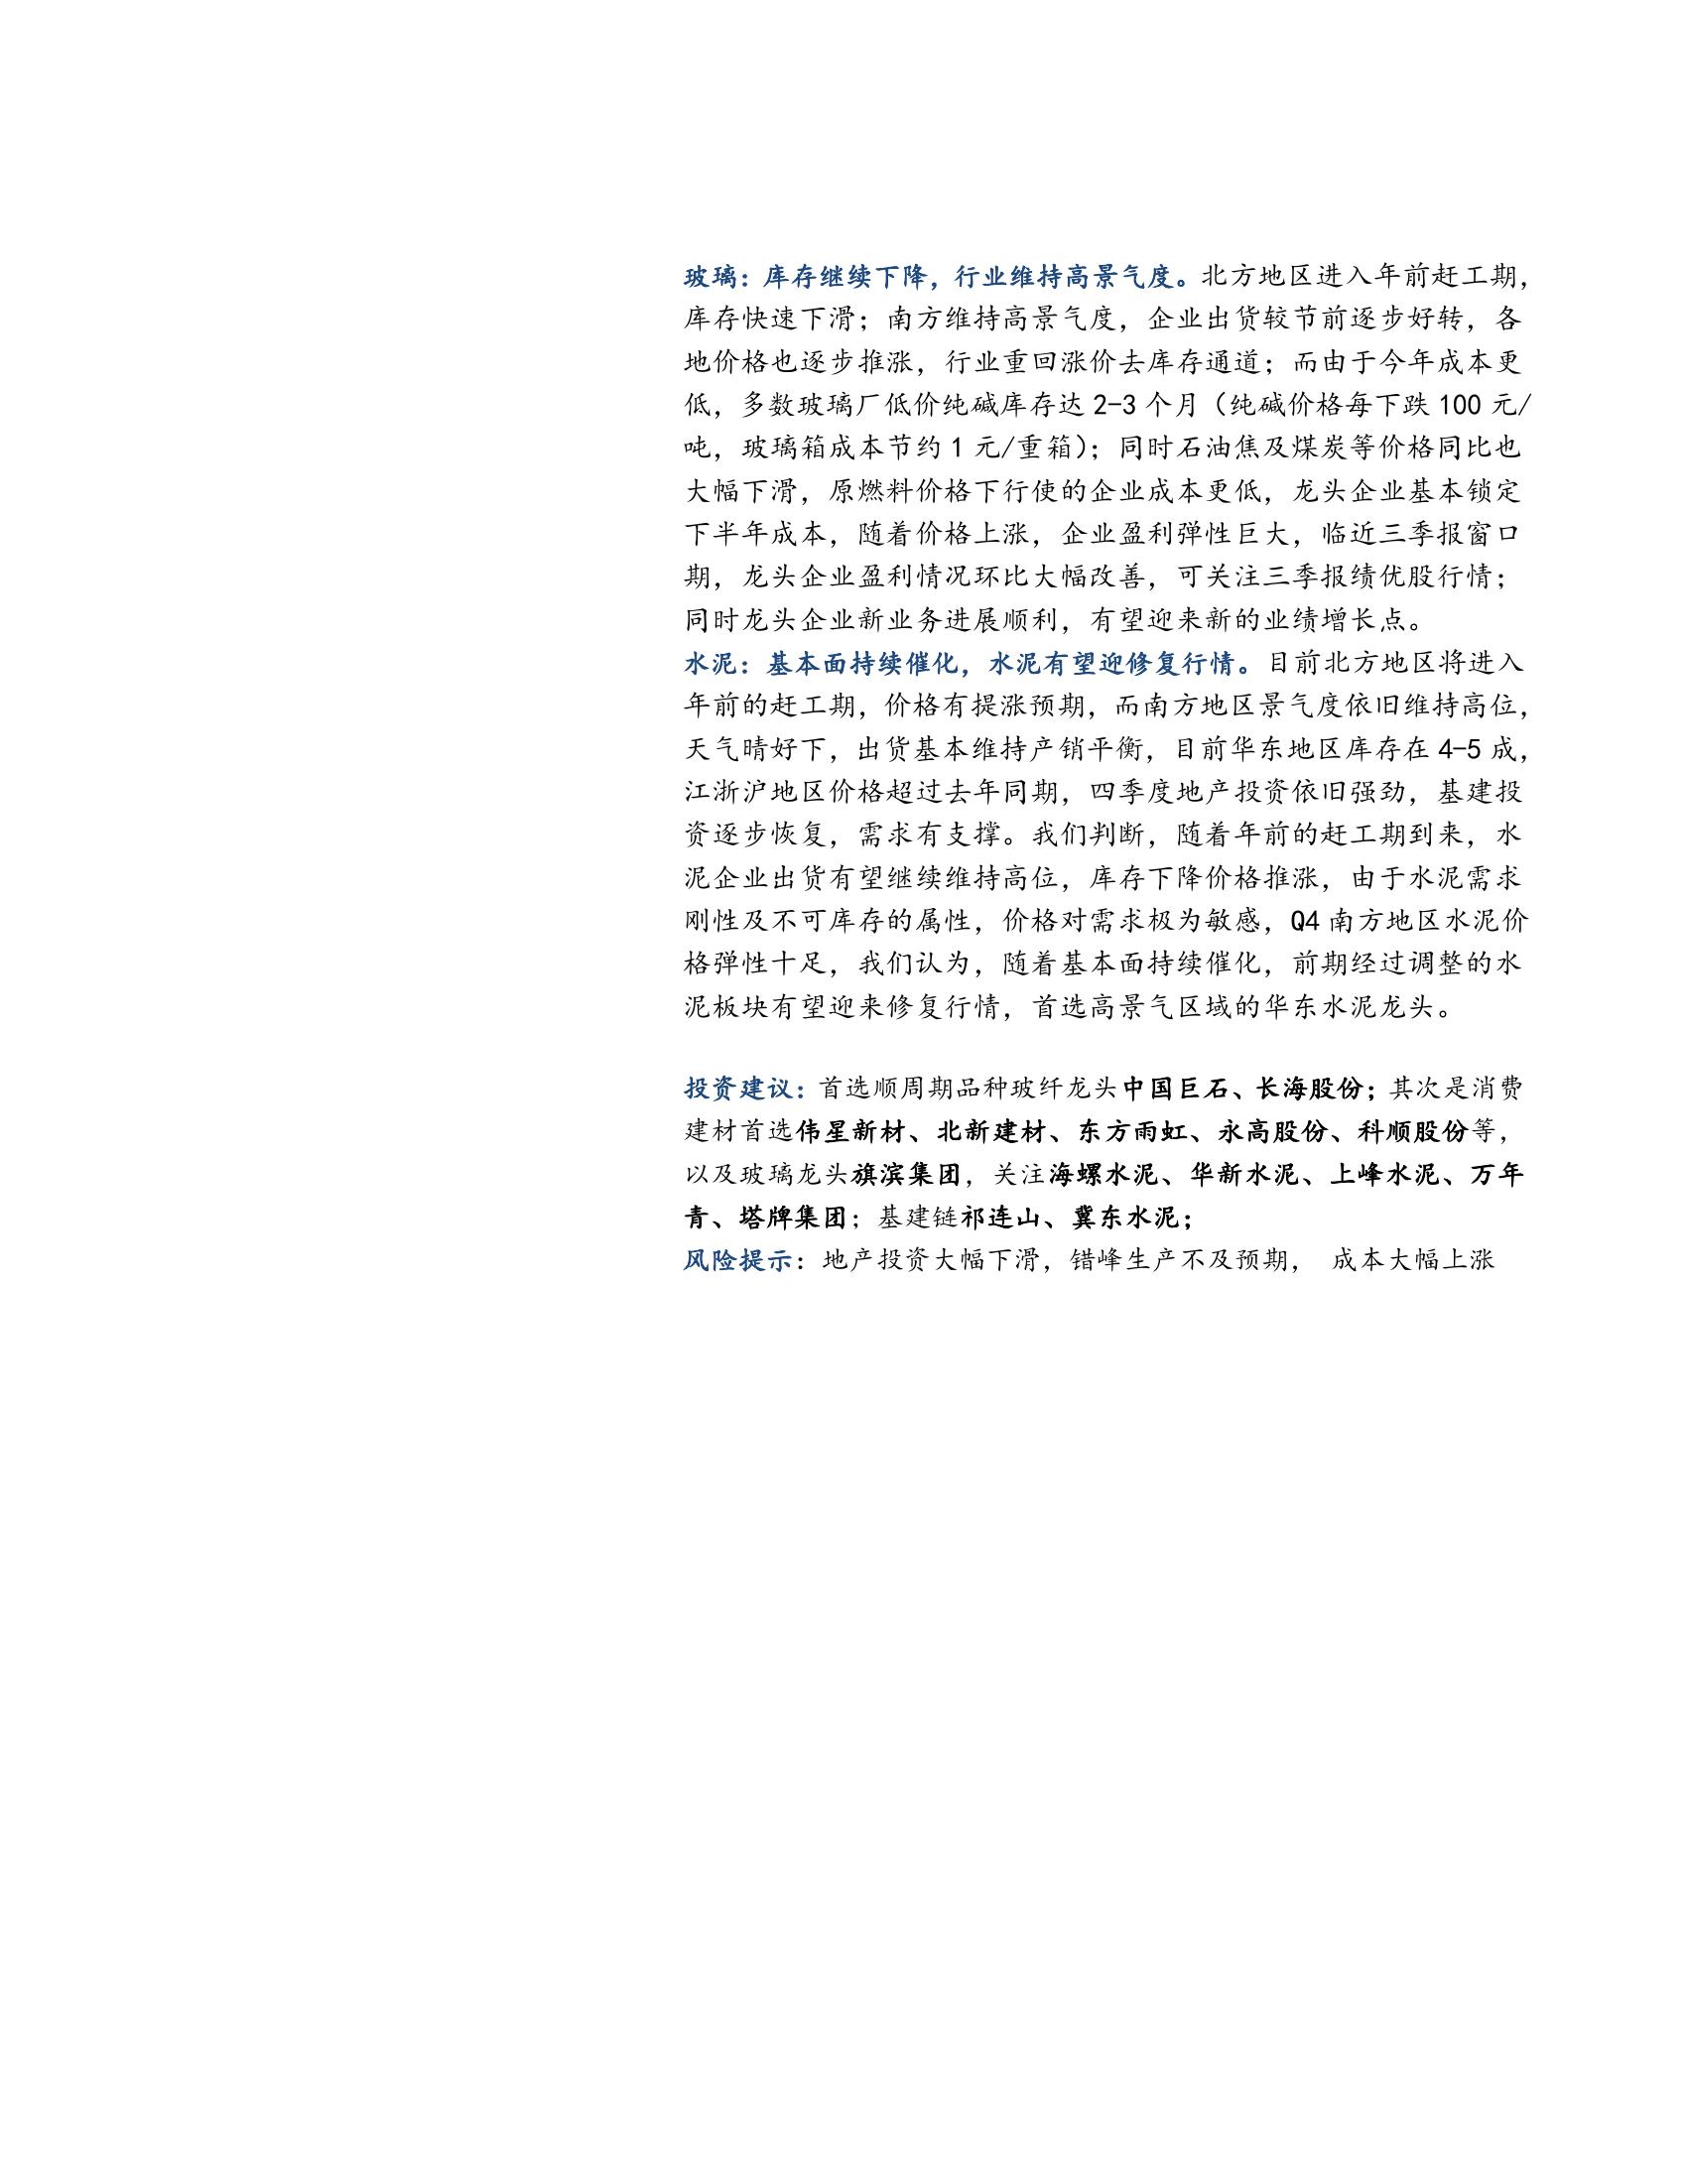 玻璃：库存继续下降，行业维持高景气度。北方地区进入年前赶工期，
库存快速下滑；南方维持高景气度，企业出货较节前逐步好转，各
地价格也逐步推涨，行业重回涨价去库存通道；而由于今年成本更
低，多数玻璃厂低价纯碱库存达 2-3 个月（纯碱价格每下跌 100 元/
吨，玻璃箱成本节约 1 元/重箱）；同时石油焦及煤炭等价格同比也
大幅下滑，原燃料价格下行使的企业成本更低，龙头企业基本锁定
下半年成本，随着价格上涨，企业盈利弹性巨大，临近三季报窗口
期，龙头企业盈利情况环比大幅改善，可关注三季报绩优股行情；
同时龙头企业新业务进展顺利，有望迎来新的业绩增长点。
水泥：基本面持续催化，水泥有望迎修复行情。目前北方地区将进入
年前的赶工期，价格有提涨预期，而南方地区景气度依旧维持高位，
天气晴好下，出货基本维持产销平衡，目前华东地区库存在 4-5 成，
江浙沪地区价格超过去年同期，四季度地产投资依旧强劲，基建投
资逐步恢复，需求有支撑。我们判断，随着年前的赶工期到来，水
泥企业出货有望继续维持高位，库存下降价格推涨，由于水泥需求
刚性及不可库存的属性，价格对需求极为敏感，Q4 南方地区水泥价
格弹性十足，我们认为，随着基本面持续催化，前期经过调整的水
泥板块有望迎来修复行情，首选高景气区域的华东水泥龙头。
投资建议：首选顺周期品种玻纤龙头中国巨石、长海股份；其次是消费
建材首选伟星新材、北新建材、东方雨虹、永高股份、科顺股份等，
以及玻璃龙头旗滨集团，关注海螺水泥、华新水泥、上峰水泥、万年
青、塔牌集团；基建链祁连山、冀东水泥；
风险提示：地产投资大幅下滑，错峰生产不及预期， 成本大幅上涨